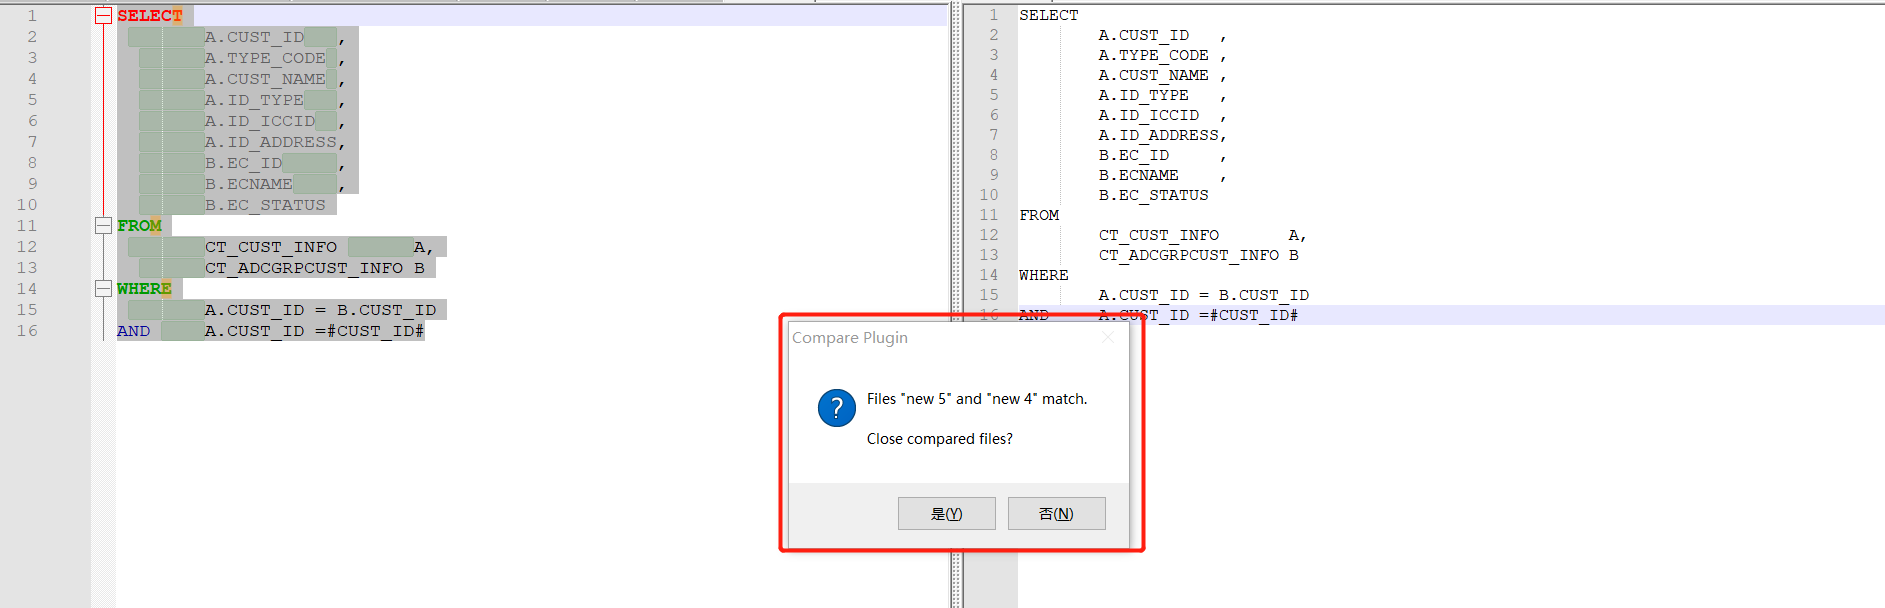 1 SELECT
2 A.CUST_ID ,
3 A.TYPE_CODE ,
4 A.CUST_NAME ,
5 A.ID_TYPE ,
6 A.ID_ICCID ,
7 A.ID_ADDRESS,
8 B.EC_ID ,
9 B.ECNAME ,
10 B.EC_STATUS
11 FROM
12 CT_CUST_INFO A,
13 CT_ADCGRPCUST_INFO B
14 WHERE
15 A.CUST_ID = B.CUST_ID
16 AND A.CUST_ID =#CUST_ID#
1 SELECT
2 A.CUST_ID ,
3 A.TYPE_CODE ,
4 A.CUST_NAME ,
5 A.ID_TYPE ,
6 A.ID_ICCID ,
7 A.ID_ADDRESS,
8 B.EC_ID ,
9 B.ECNAME ,
10 B.EC_STATUS
11 FROM
12 CT_CUST_INFO A,
13 CT_ADCGRPCUST_INFO B
14 WHERE
15 A.CUST_ID = B.CUST_ID
16 AND A.CUST_ID =#CUST_ID#
Compare Plugin
Files "new 5" and "new 4" match.
Close compared files?
是(Y) 否(N)